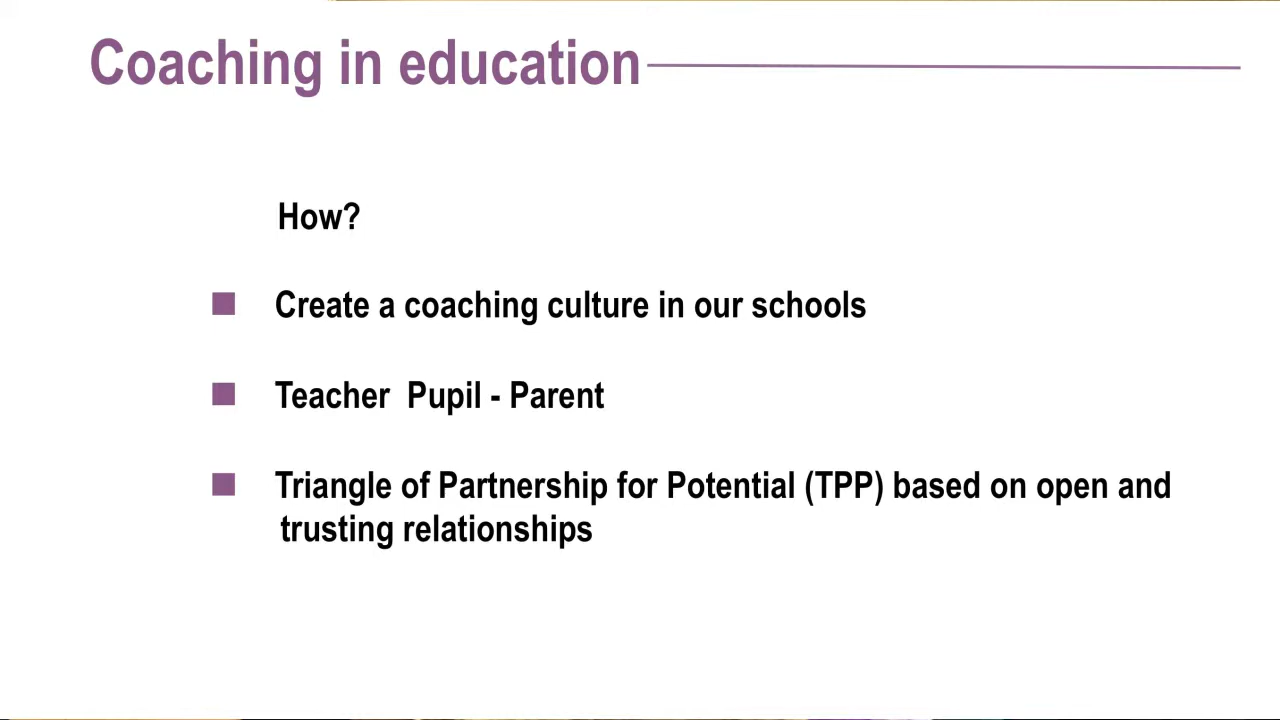 Coaching in education
How?
Create a coaching culture in our schools
Teacher  Pupil - Parent
Triangle of Partnership for Potential (TPP) based on open and
trusting relationships